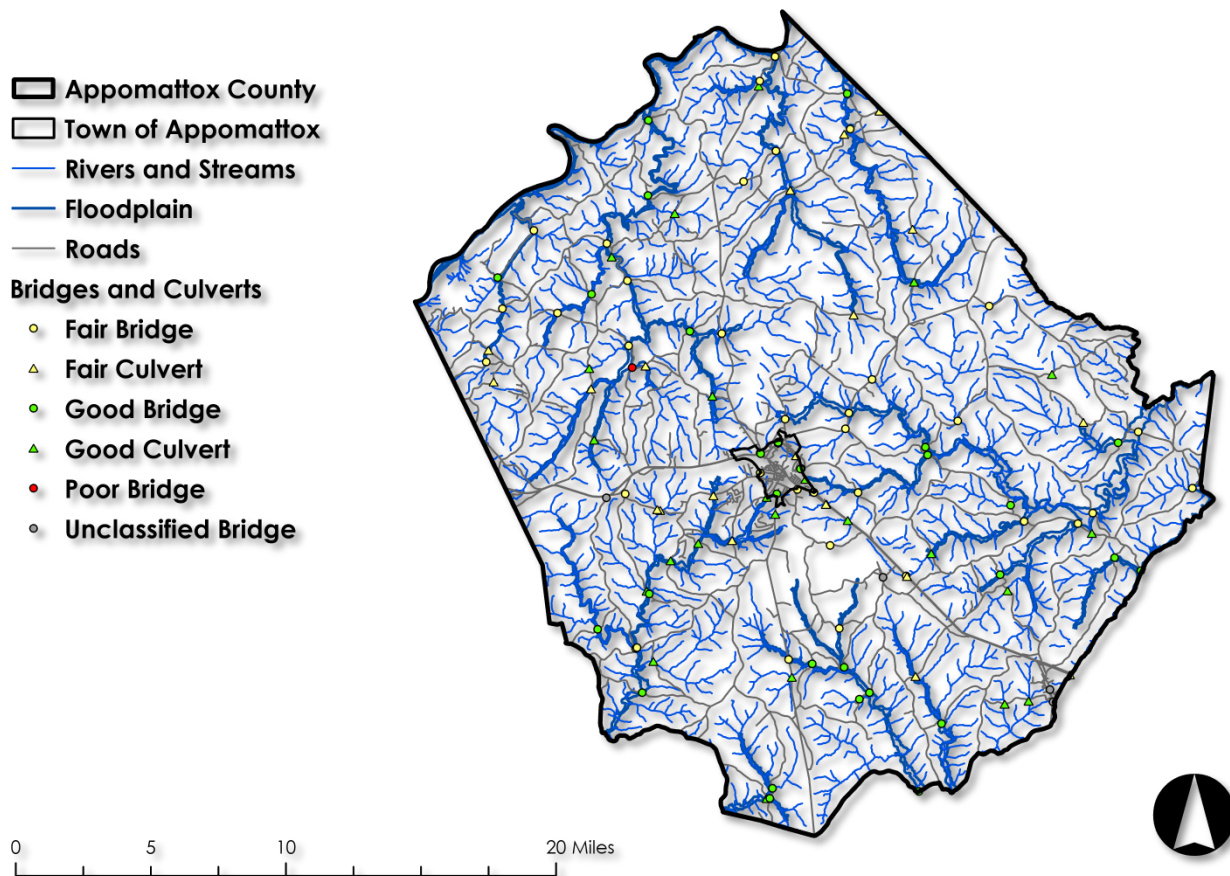 Appomattox County
Town of Appomattox
Rivers and Streams
Floodplain
Roads
Bridges and Culverts
Fair Bridge
Fair Culvert
Good Bridge
Good Culvert
Poor Bridge
Unclassified Bridge
0 5 10 20 Miles